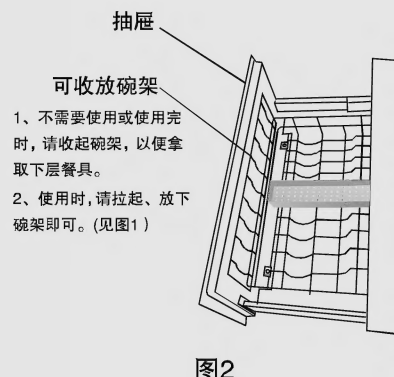 抽屉
可收放碗架
1、不需要使用或使用完
时，请收起碗架，以便拿
取下层餐具。
2、使用时，请拉起、放下
碗架即可。(见图1）
图2